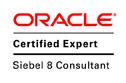 ORACLE
Certified Expert
Siebel 8 Consultant